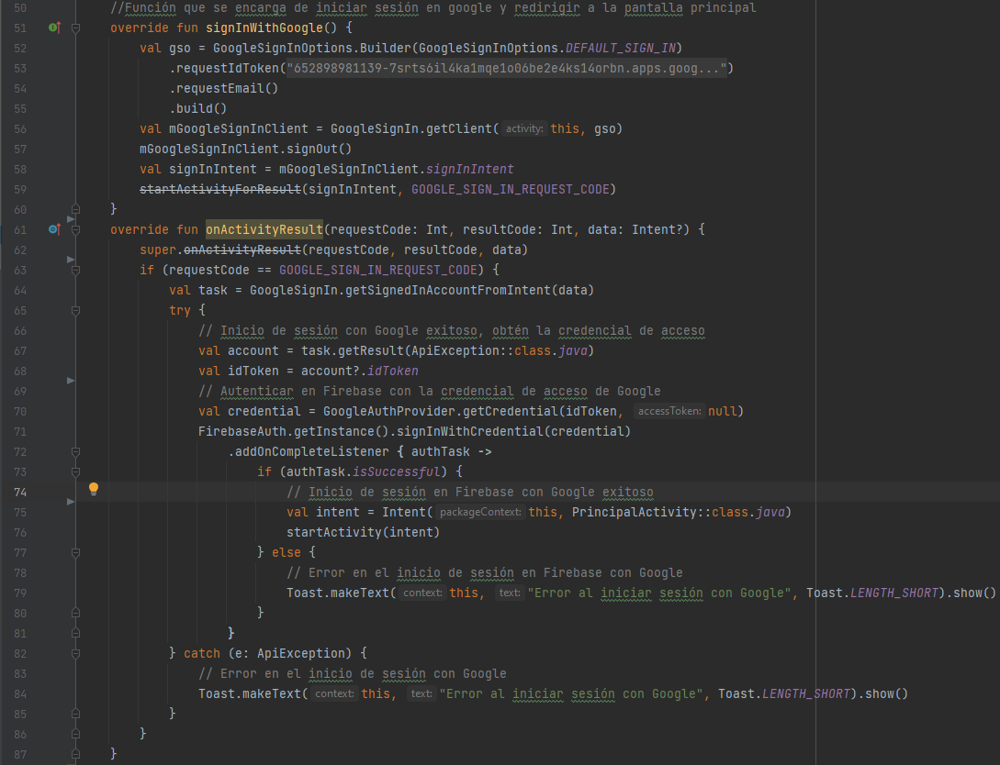 50 //Función que se encarga de iniciar sesión en google y redirigir a la pantalla principal
51 override fun signInWithGoogle() {
52 val gso = GoogleSignInOptions.Builder(GoogleSignInOptions.DEFAULT_SIGN_IN)
53 .requestIdToken("652898981139-7srts6il4ka1mqe1o06be2e4ks14orbn.apps.goog...")
54 .requestEmail()
55 .build()
56 val mGoogleSignInClient = GoogleSignIn.getClient( activity: this, gso)
57 mGoogleSignInClient.signOut()
58 val signInIntent = mGoogleSignInClient.signInIntent
59 startActivityForResult(signInIntent, GOOGLE_SIGN_IN_REQUEST_CODE)
60 }
61 override fun onActivityResult(requestCode: Int, resultCode: Int, data: Intent?) {
62 super.onActivityResult(requestCode, resultCode, data)
63 if (requestCode == GOOGLE_SIGN_IN_REQUEST_CODE) {
64 val task = GoogleSignIn.getSignedInAccountFromIntent(data)
65 try {
66 // Inicio de sesión con Google exitoso, obtén la credencial de acceso
67 val account = task.getResult(ApiException::class.java)
68 val idToken = account?.idToken
69 // Autenticar en Firebase con la credencial de acceso de Google
70 val credential = GoogleAuthProvider.getCredential(idToken, accessToken: null)
71 FirebaseAuth.getInstance().signInWithCredential(credential)
72 .addOnCompleteListener { authTask ->
73 if (authTask.isSuccessful) {
74 // Inicio de sesión en Firebase con Google exitoso
75 val intent = Intent( packageContext: this, PrincipalActivity::class.java)
76 startActivity(intent)
77 } else {
78 // Error en el inicio de sesión en Firebase con Google
79 Toast.makeText( context: this, text: "Error al iniciar sesión con Google", Toast.LENGTH_SHORT).show()
80 }
81 }
82 } catch (e: ApiException) {
83 // Error en el inicio de sesión con Google
84 Toast.makeText( context: this, text: "Error al iniciar sesión con Google", Toast.LENGTH_SHORT).show()
85 }
86 }
87 }